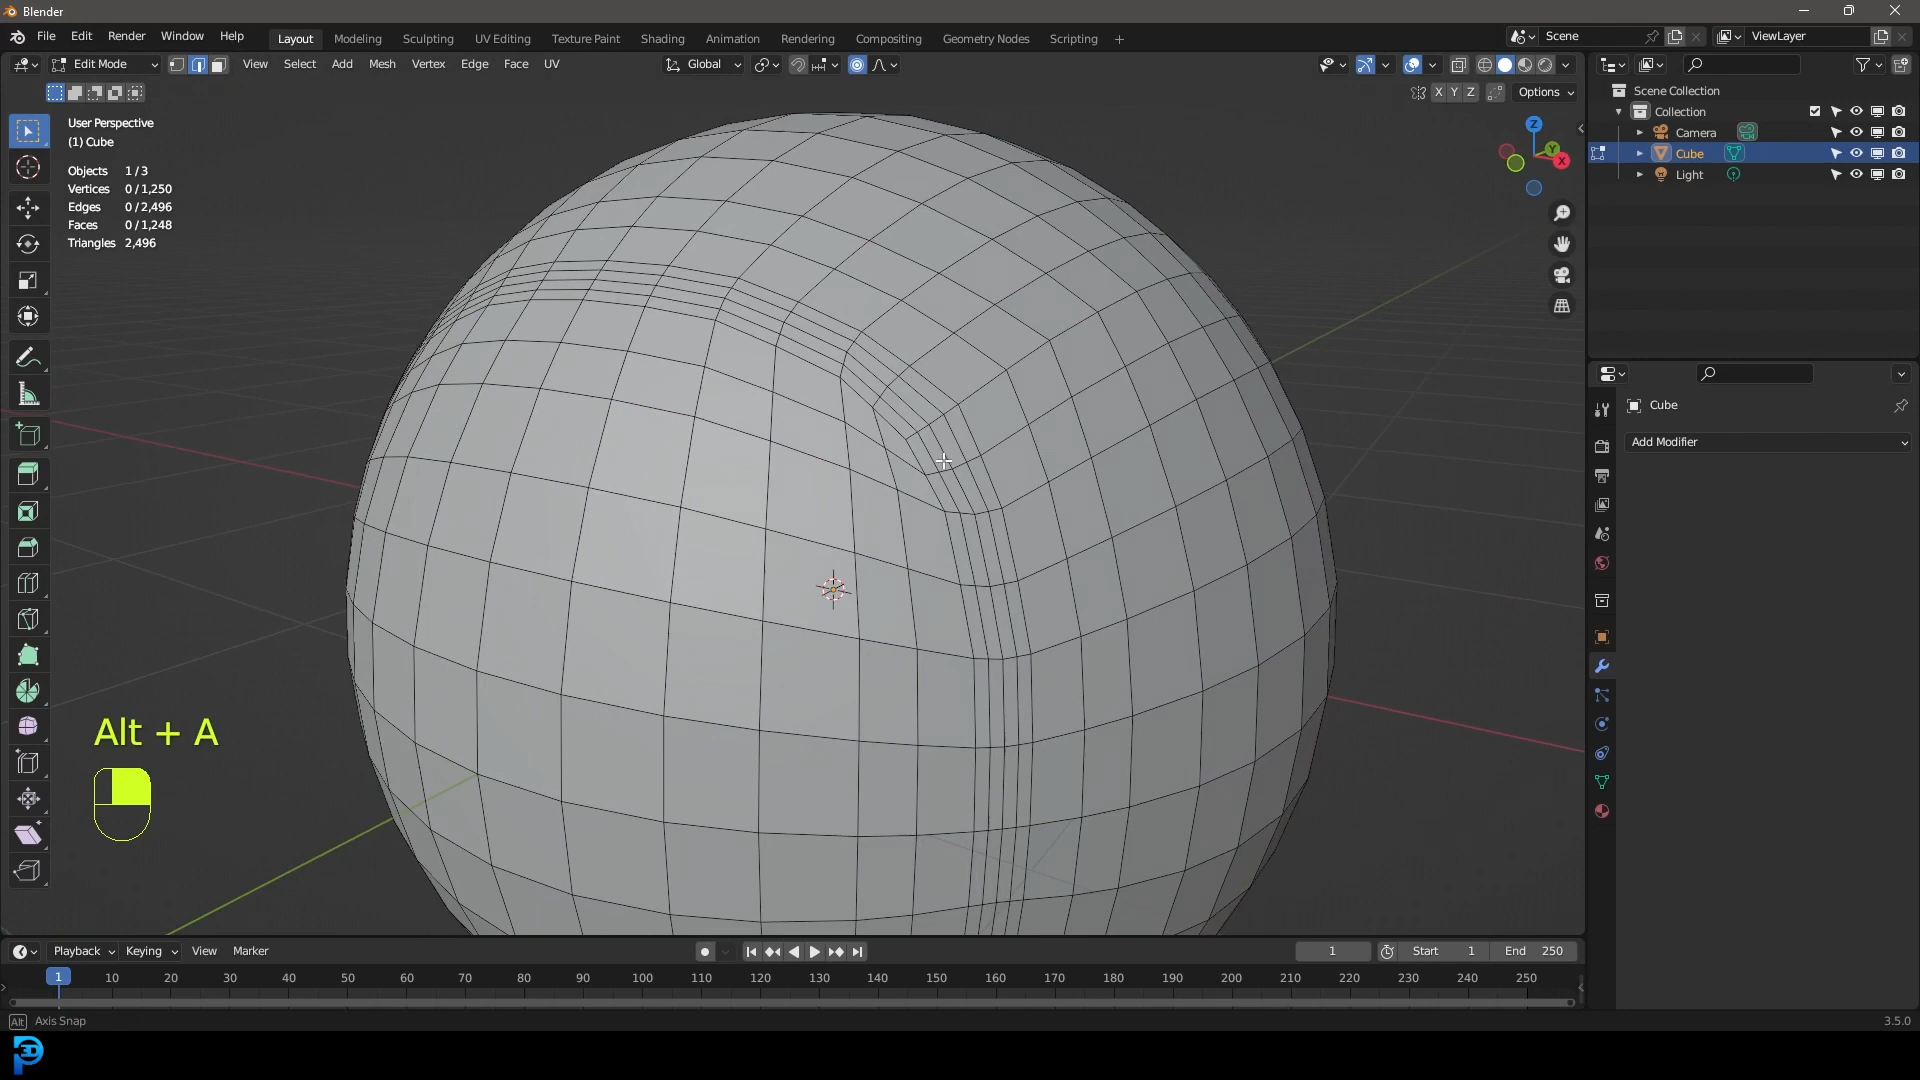 Blender
File Edit Render Window Help Layout Modeling Sculpting UV Editing Texture Paint Shading Animation Rendering Compositing Geometry Nodes Scripting + Scene ViewLayer
Edit Mode View Select Add Mesh Vertex Edge Face UV Global
X Y Z Options
User Perspective
(1) Cube
Objects 1 / 3
Vertices 0 / 1,250
Edges 0 / 2,496
Faces 0 / 1,248
Triangles 2,496
Z
Y
X
Scene Collection
Collection
Camera
Cube
Light
Cube
Add Modifier
Alt + A
Playback Keying View Marker 1 Start 1 End 250
1 10 20 30 40 50 60 70 80 90 100 110 120 130 140 150 160 170 180 190 200 210 220 230 240 250
Alt Axis Snap 3.5.0
3D